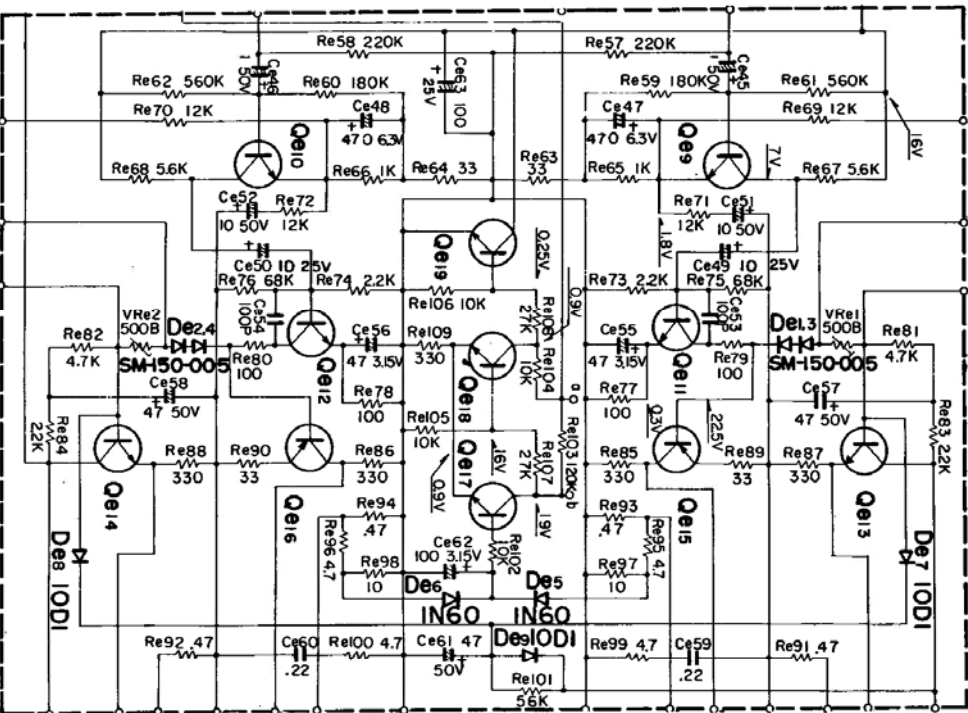 Re58 220K
Re57 220K
Ce46
1 50V
Ce63 100
25V
Ce45
1 50V
Re62 560K
Re60 180K
Re59 180K
Re61 560K
Re70 12K
Ce48
470 6.3V
Ce47
470 6.3V
Re69 12K
16V
Qe10
Qe9
7V
Re68 5.6K
Re66 1K
Re64 33
Re63
33
Re65 1K
Re67 5.6K
Ce52
10 50V
Re72
12K
Re71
12K
Ce51
10 50V
1.8V
Qe19
0.25V
Ce50 10 25V
Ce49 10 25V
Re76 68K
Re74 2.2K
Re106 10K
Re108
27K
0.9V
Re73 2.2K
Re75 68K
Ce54
100P
Ce53
100P
Re82
4.7K
VRe2
500B
De2,4
SM-150-005
Re80
100
Ce56
47 3.15V
Re109
330
Re104
10K
Ce55
47 3.15V
Re79
100
De1,3
SM-150-005
VRe1
500B
Re81
4.7K
Qe12
Qe18
Qe11
Ce58
47 50V
Re78
100
a
Re77
100
Ce57
47 50V
Re84
2.2K
Re105
10K
Re103 120K
0.3V
22.5V
Re83
2.2K
Qe17
.16V
Re107
27K
Re88
330
Re90
33
Re86
330
0.9V
b
Re85
330
Re89
33
Re87
330
Qe14
Qe16
Qe15
Qe13
1.9V
Re94
.47
Re93
.47
Re96 4.7
Re95 4.7
Ce62
100 3.15V
Re102
10K
Re98
10
Re97
10
De8 10D1
De6
1N60
De5
1N60
De7 10D1
Re92 .47
Ce60
.22
Re100 4.7
Ce61 47
50V
De9 10D1
Re99 4.7
Ce59
.22
Re91 .47
Re101
56K